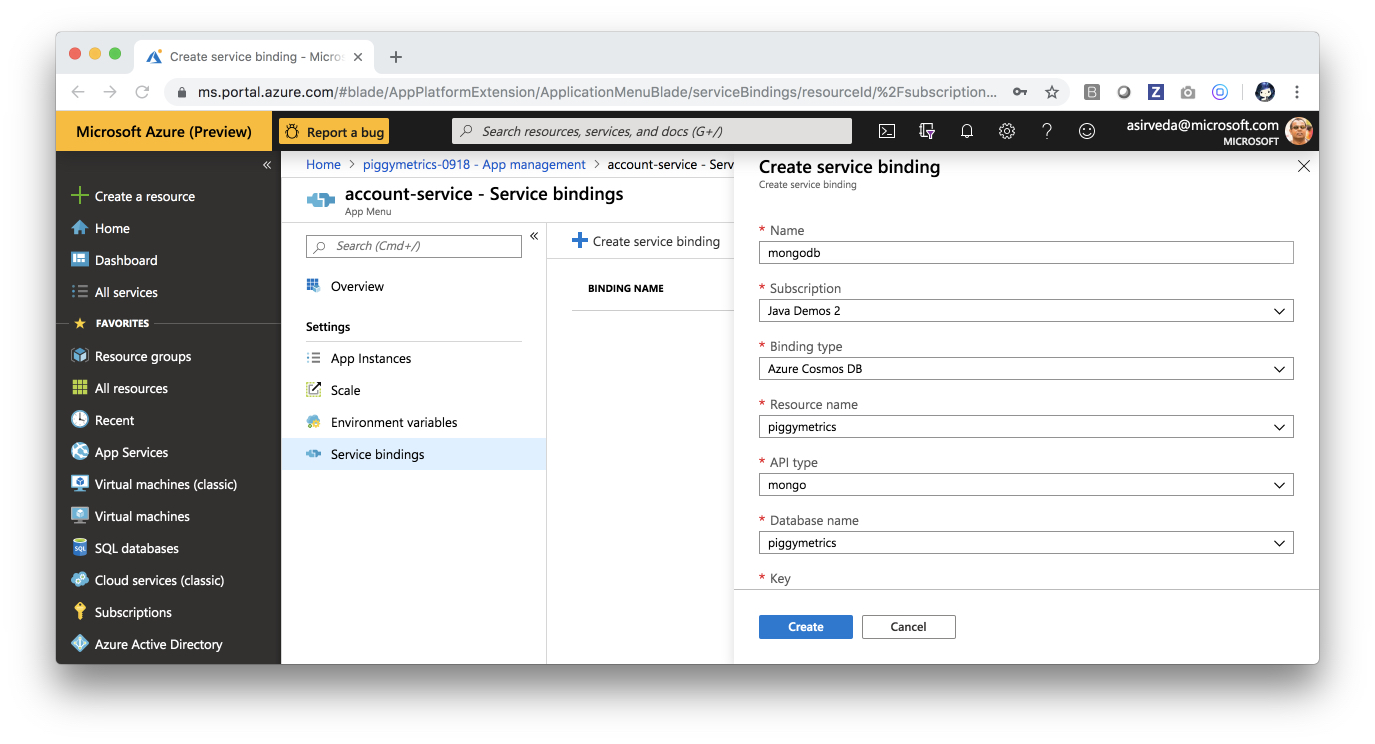 Create service binding - Micros
ms.portal.azure.com/#blade/AppPlatformExtension/ApplicationMenuBlade/serviceBindings/resourceId/%2Fsubscription...
Microsoft Azure (Preview)
Report a bug
Search resources, services, and docs (G+/)
asirveda@microsoft.com
MICROSOFT
«
Create a resource
Home
Dashboard
All services
FAVORITES
Resource groups
All resources
Recent
App Services
Virtual machines (classic)
Virtual machines
SQL databases
Cloud services (classic)
Subscriptions
Azure Active Directory
Home > piggymetrics-0918 - App management > account-service - Serv
account-service - Service bindings
App Menu
Search (Cmd+/)
«
Overview
Settings
App Instances
Scale
Environment variables
Service bindings
Create service binding
BINDING NAME
Create service binding
Create service binding
* Name
mongodb
* Subscription
Java Demos 2
* Binding type
Azure Cosmos DB
* Resource name
piggymetrics
* API type
mongo
* Database name
piggymetrics
* Key
Create
Cancel